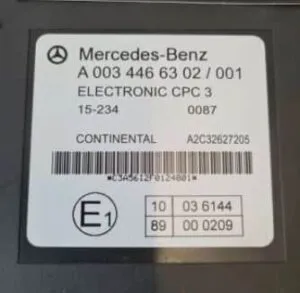 Mercedes-Benz
A 003 446 63 02 / 001
ELECTRONIC CPC 3
15-234 0087
CONTINENTAL A2C32627205
*C3A5612F0124801*
E1
10 03 6144
89 00 0209